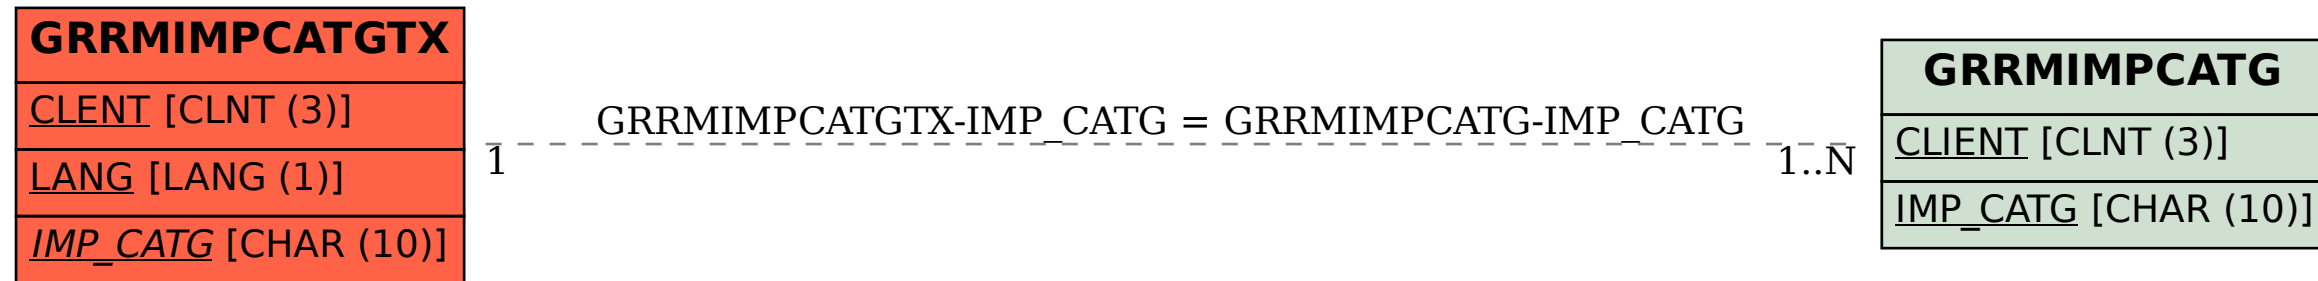 GRRMIMPCATGTX
CLENT [CLNT (3)]
LANG [LANG (1)]
IMP_CATG [CHAR (10)]
GRRMIMPCATGTX-IMP_CATG = GRRMIMPCATG-IMP_CATG
1
1..N
GRRMIMPCATG
CLIENT [CLNT (3)]
IMP_CATG [CHAR (10)]